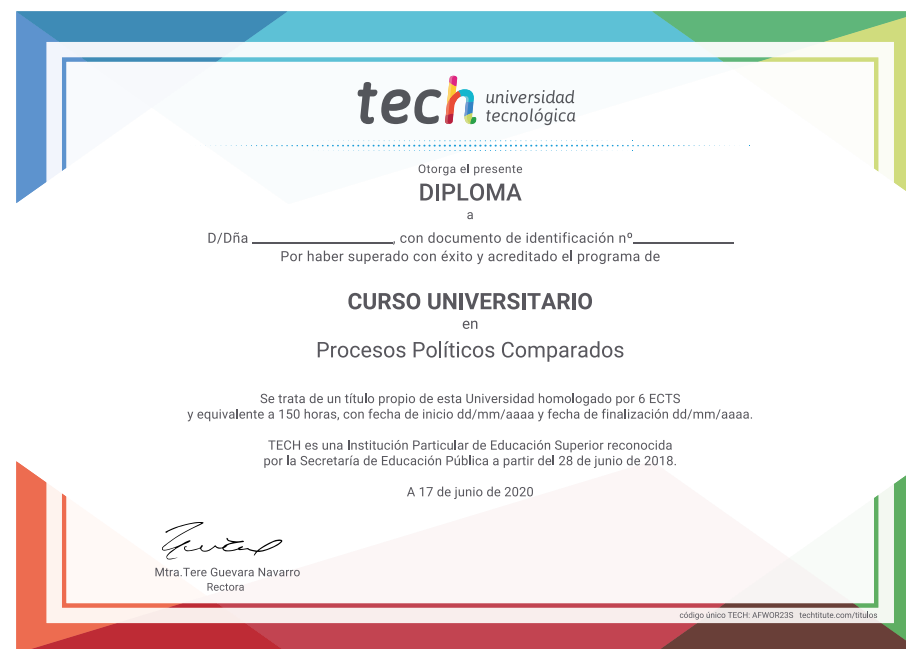 tech universidad
tecnológica
Otorga el presente
DIPLOMA
a
D/Dña ____________________, con documento de identificación nº______________
Por haber superado con éxito y acreditado el programa de
CURSO UNIVERSITARIO
en
Procesos Políticos Comparados
Se trata de un título propio de esta Universidad homologado por 6 ECTS
y equivalente a 150 horas, con fecha de inicio dd/mm/aaaa y fecha de finalización dd/mm/aaaa.
TECH es una Institución Particular de Educación Superior reconocida
por la Secretaría de Educación Pública a partir del 28 de junio de 2018.
A 17 de junio de 2020
Mtra.Tere Guevara Navarro
Rectora
código único TECH: AFWOR23S techtitute.com/titulos